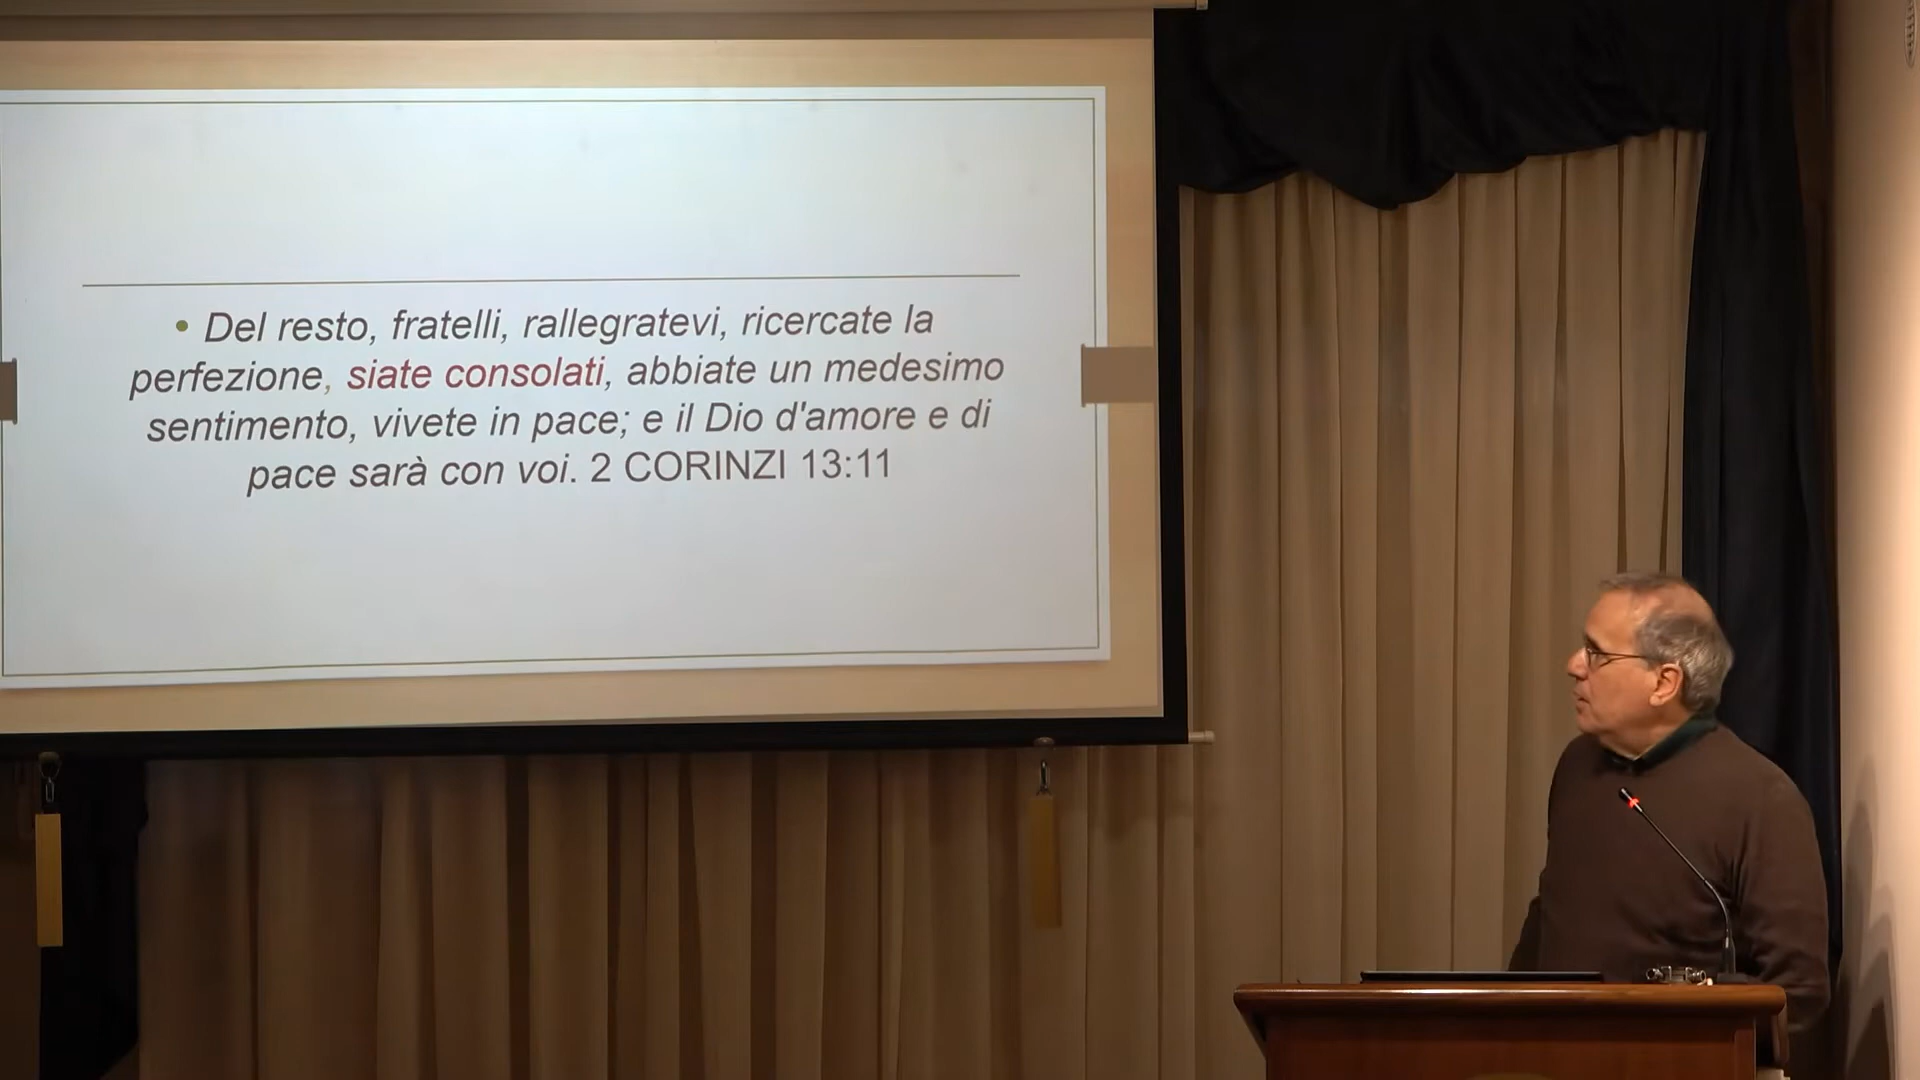 • Del resto, fratelli, rallegratevi, ricercate la
perfezione, siate consolati, abbiate un medesimo
sentimento, vivete in pace; e il Dio d'amore e di
pace sarà con voi. 2 CORINZI 13:11